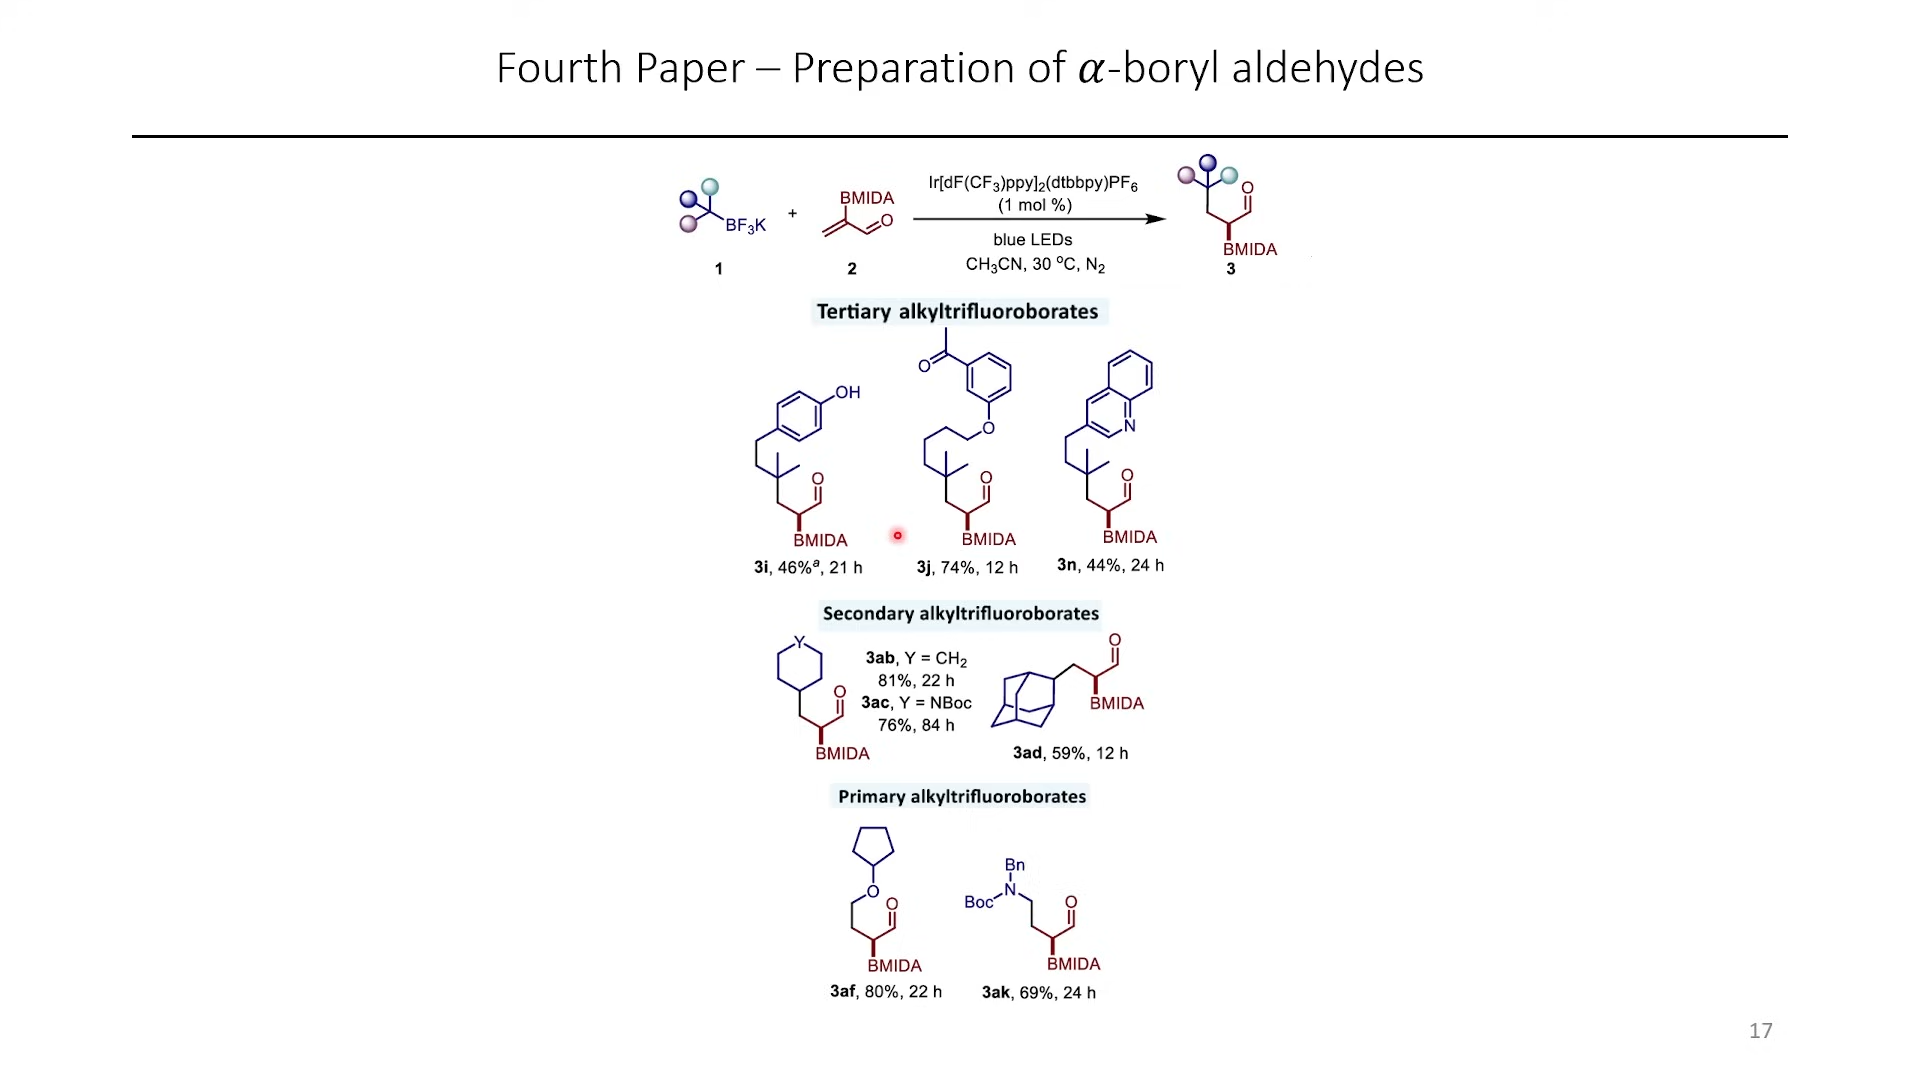 Fourth Paper – Preparation of α-boryl aldehydes
BF3K
1
+
BMIDA
O
2
Ir[dF(CF3)ppy]2(dtbbpy)PF6
(1 mol %)
blue LEDs
CH3CN, 30 oC, N2
O
BMIDA
3
Tertiary alkyltrifluoroborates
OH
O
BMIDA
3i, 46%a, 21 h
O
O
O
BMIDA
3j, 74%, 12 h
N
O
BMIDA
3n, 44%, 24 h
Secondary alkyltrifluoroborates
Y
O
BMIDA
3ab, Y = CH2
81%, 22 h
3ac, Y = NBoc
76%, 84 h
O
BMIDA
3ad, 59%, 12 h
Primary alkyltrifluoroborates
O
O
BMIDA
3af, 80%, 22 h
Bn
N
Boc
O
BMIDA
3ak, 69%, 24 h
17